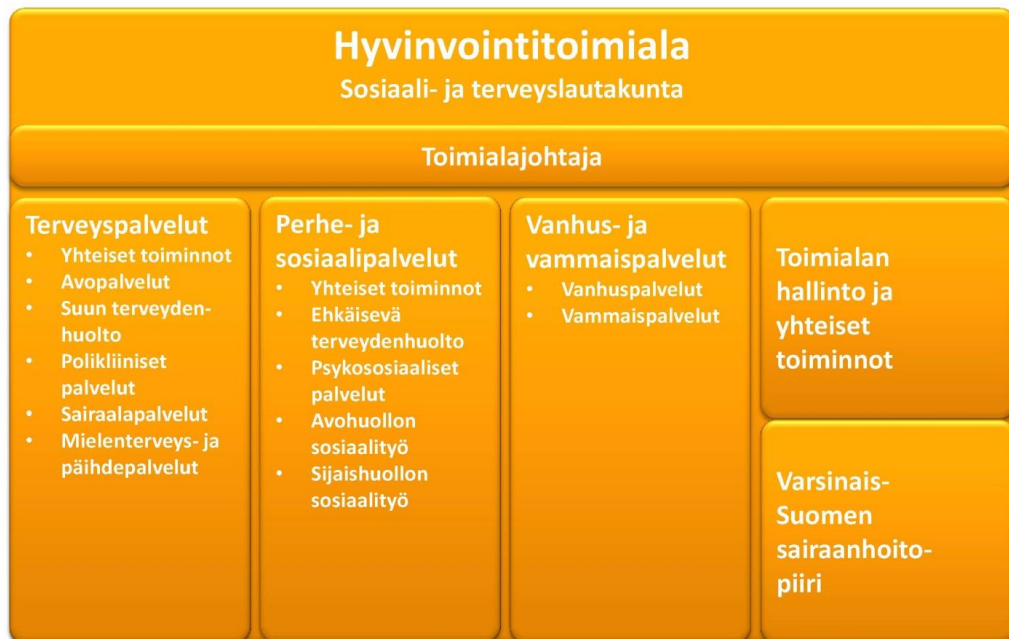 Hyvinvointitoimiala
Sosiaali- ja terveyslautakunta
Toimialajohtaja
Terveyspalvelut
• Yhteiset toiminnot
• Avopalvelut
• Suun terveyden-
huolto
• Polikliiniset
palvelut
• Sairaalapalvelut
• Mielenterveys- ja
päihdepalvelut
Perhe- ja
sosiaalipalvelut
• Yhteiset toiminnot
• Ehkäisevä
terveydenhuolto
• Psykososiaaliset
palvelut
• Avohuollon
sosiaalityö
• Sijaishuollon
sosiaalityö
Vanhus- ja
vammaispalvelut
• Vanhuspalvelut
• Vammaispalvelut
Toimialan
hallinto ja
yhteiset
toiminnot
Varsinais-
Suomen
sairaanhoito-
piiri